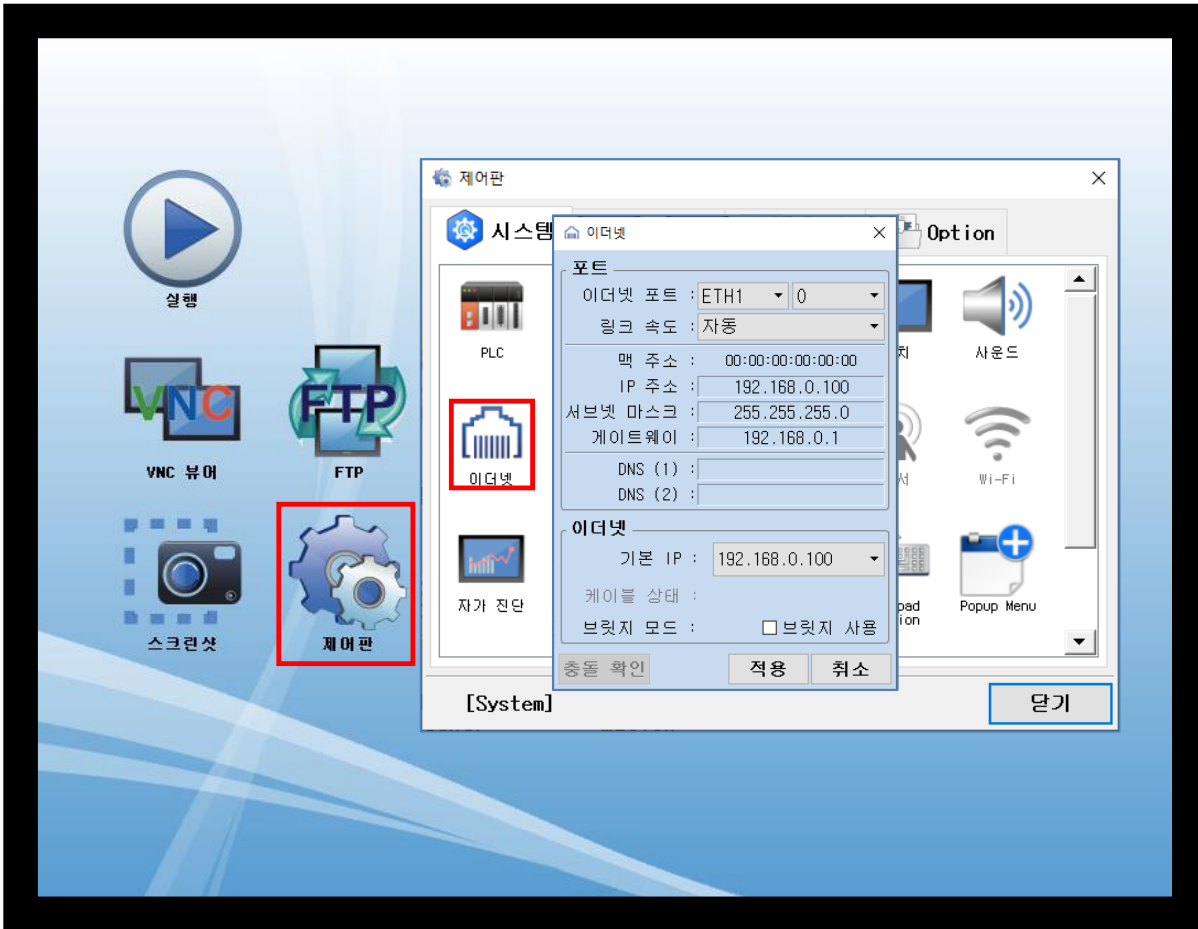 실행
VNC
VNC 뷰어
FTP
FTP
스크린샷
제어판
제어판
시스템
Option
PLC
사운드
이더넷
Wi-Fi
자가 진단
Popup Menu
[System]
닫기
이더넷
포트
이더넷 포트 : ETH1 0
링크 속도 : 자동
맥 주소 : 00:00:00:00:00:00
IP 주소 : 192.168.0.100
서브넷 마스크 : 255.255.255.0
게이트웨이 : 192.168.0.1
DNS (1) :
DNS (2) :
이더넷
기본 IP : 192.168.0.100
케이블 상태 :
브릿지 모드 : 브릿지 사용
충돌 확인 적용 취소